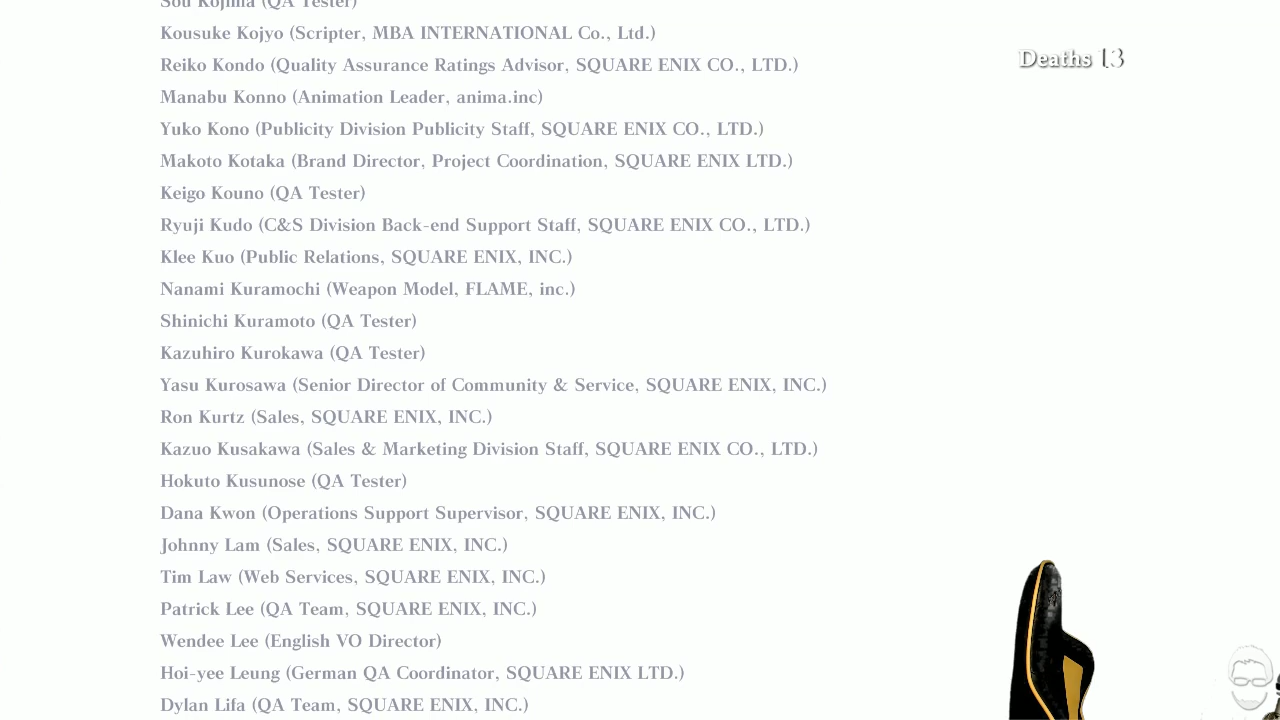 Sou Kojima (QA Tester)
Kousuke Kojyo (Scripter, MBA INTERNATIONAL Co., Ltd.)
Reiko Kondo (Quality Assurance Ratings Advisor, SQUARE ENIX CO., LTD.)
Deaths 13
Manabu Konno (Animation Leader, anima.inc)
Yuko Kono (Publicity Division Publicity Staff, SQUARE ENIX CO., LTD.)
Makoto Kotaka (Brand Director, Project Coordination, SQUARE ENIX LTD.)
Keigo Kouno (QA Tester)
Ryuji Kudo (C&S Division Back-end Support Staff, SQUARE ENIX CO., LTD.)
Klee Kuo (Public Relations, SQUARE ENIX, INC.)
Nanami Kuramochi (Weapon Model, FLAME, inc.)
Shinichi Kuramoto (QA Tester)
Kazuhiro Kurokawa (QA Tester)
Yasu Kurosawa (Senior Director of Community & Service, SQUARE ENIX, INC.)
Ron Kurtz (Sales, SQUARE ENIX, INC.)
Kazuo Kusakawa (Sales & Marketing Division Staff, SQUARE ENIX CO., LTD.)
Hokuto Kusunose (QA Tester)
Dana Kwon (Operations Support Supervisor, SQUARE ENIX, INC.)
Johnny Lam (Sales, SQUARE ENIX, INC.)
Tim Law (Web Services, SQUARE ENIX, INC.)
Patrick Lee (QA Team, SQUARE ENIX, INC.)
Wendee Lee (English VO Director)
Hoi-yee Leung (German QA Coordinator, SQUARE ENIX LTD.)
Dylan Lifa (QA Team, SQUARE ENIX, INC.)